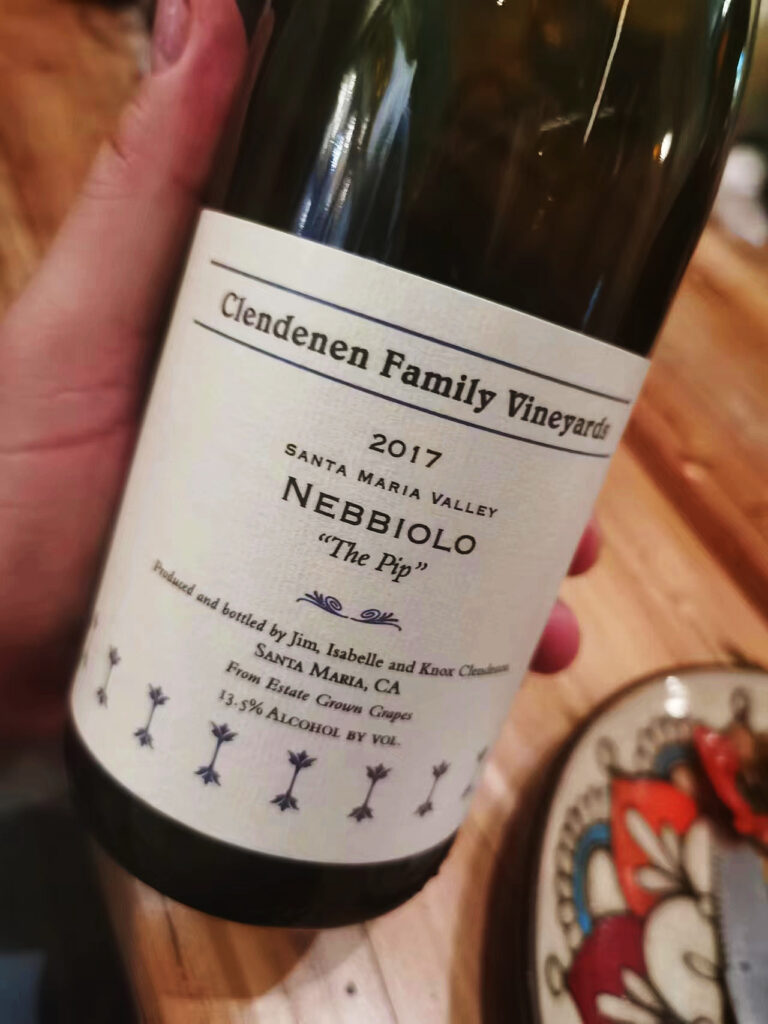 Clendenen Family Vineyards
2017
SANTA MARIA VALLEY
NEBBIOLO
“The Pip”
Produced and bottled by Jim, Isabelle and Knox Clendenen
SANTA MARIA, CA
From Estate Grown Grapes
13.5% ALCOHOL BY VOL.